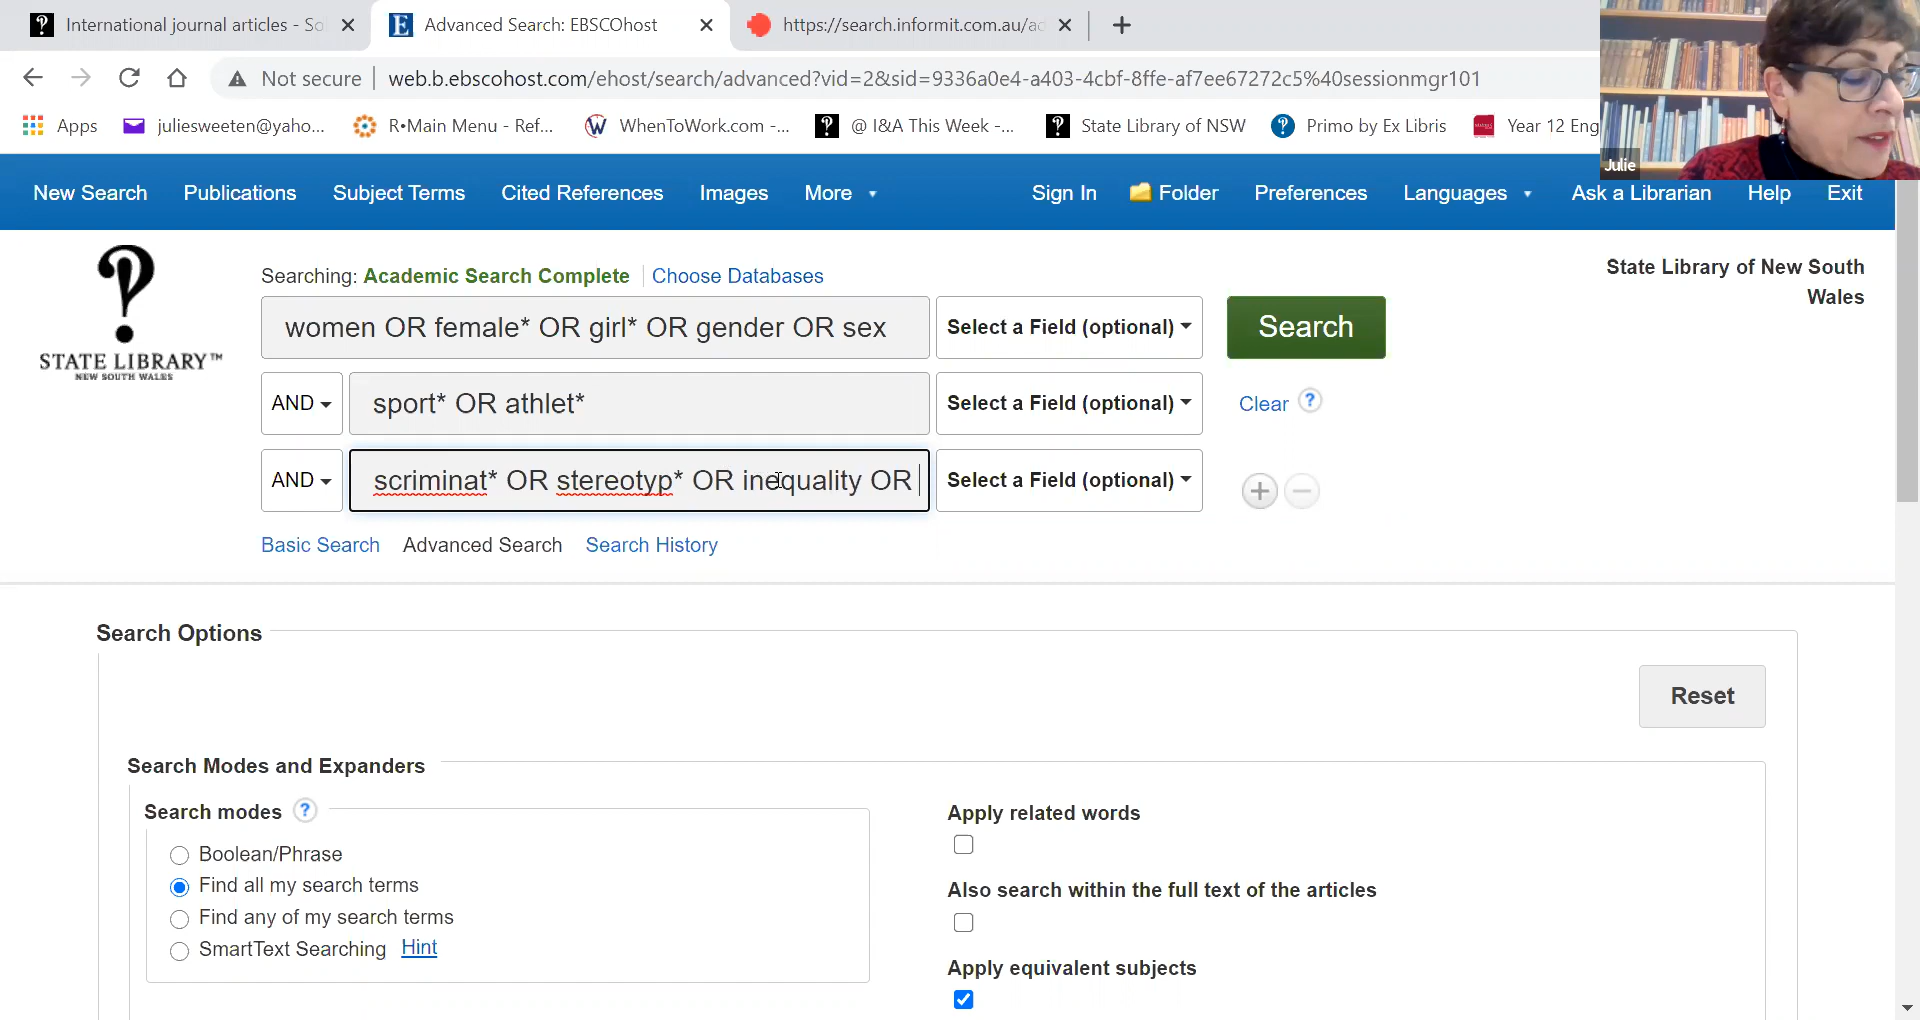 International journal articles - So
Advanced Search: EBSCOhost
https://search.informit.com.au/ad
Not secure
web.b.ebscohost.com/ehost/search/advanced?vid=2&sid=9336a0e4-a403-4cbf-8ffe-af7ee67272c5%40sessionmgr101
Apps
juliesweeten@yaho...
R•Main Menu - Ref...
WhenToWork.com -...
@ I&A This Week -...
State Library of NSW
Primo by Ex Libris
Year 12 Eng
Julie
New Search
Publications
Subject Terms
Cited References
Images
More
Sign In
Folder
Preferences
Languages
Ask a Librarian
Help
Exit
STATE LIBRARY™
NEW SOUTH WALES
Searching: Academic Search Complete
Choose Databases
State Library of New South
Wales
women OR female* OR girl* OR gender OR sex
Select a Field (optional)
Search
AND
sport* OR athlet*
Select a Field (optional)
Clear
?
AND
scriminat* OR stereotyp* OR inequality OR
Select a Field (optional)
Basic Search
Advanced Search
Search History
Search Options
Reset
Search Modes and Expanders
Search modes
?
Boolean/Phrase
Find all my search terms
Find any of my search terms
SmartText Searching
Hint
Apply related words
Also search within the full text of the articles
Apply equivalent subjects